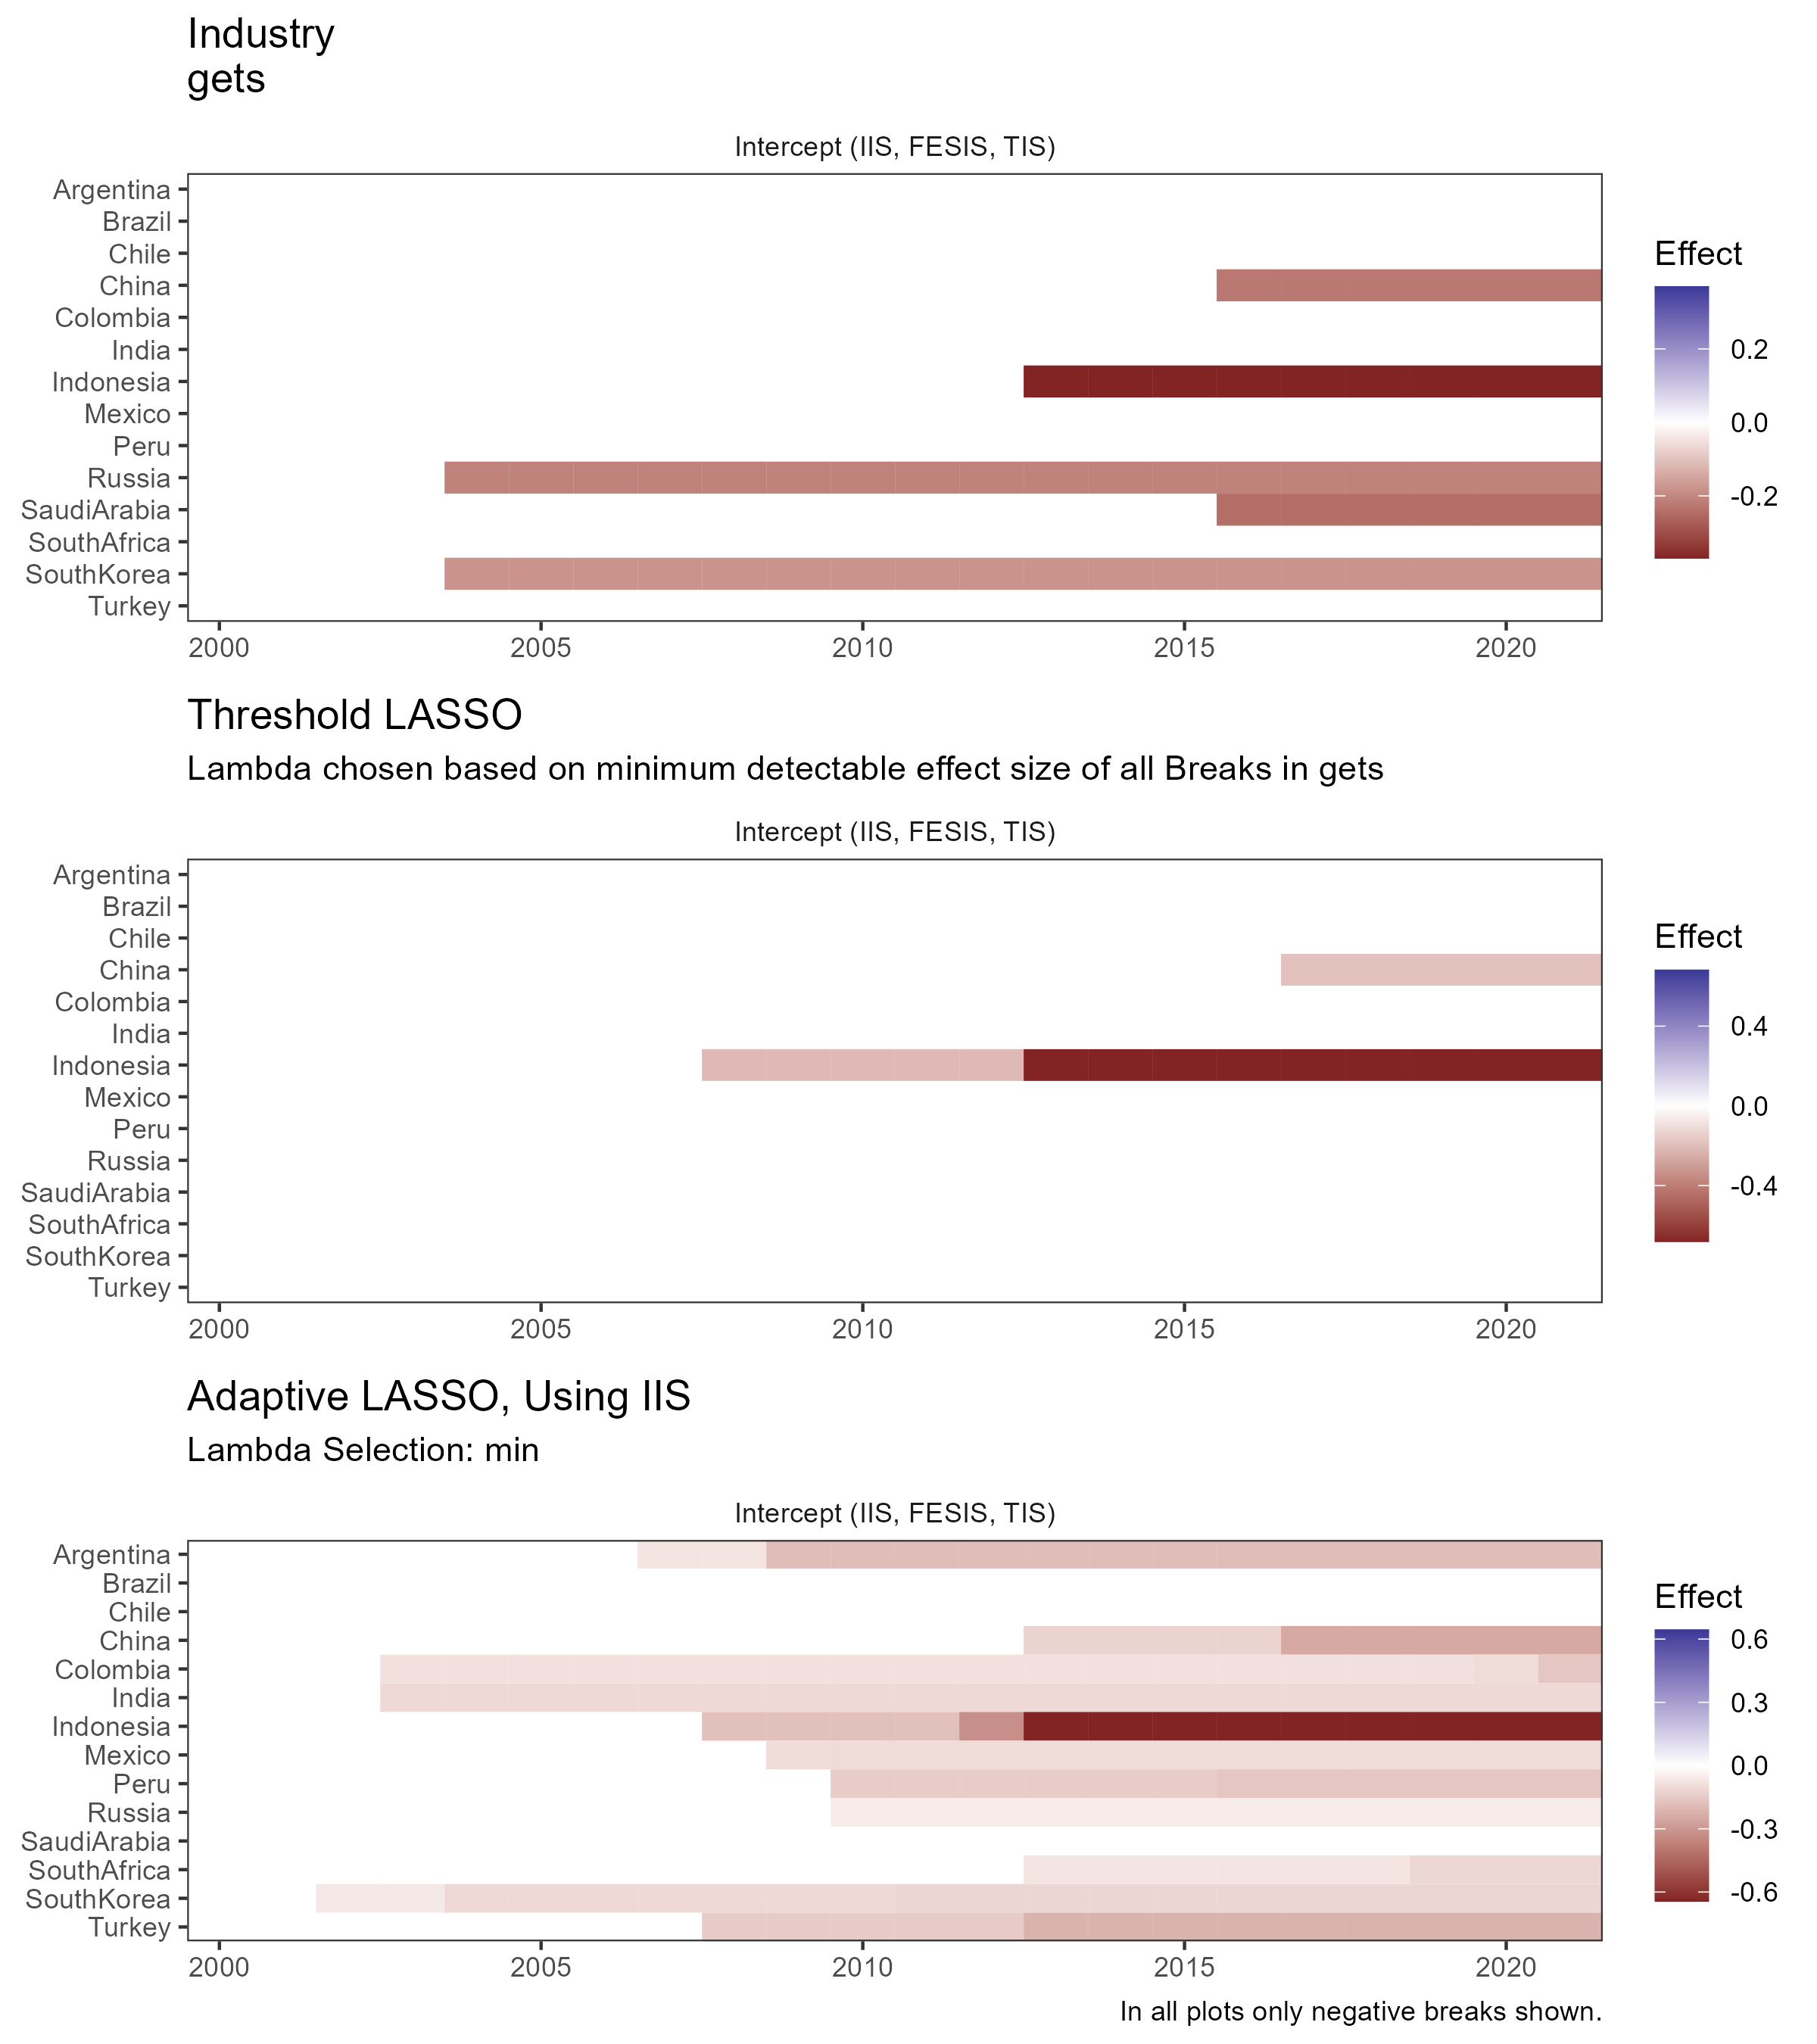 Industry
gets
Intercept (IIS, FESIS, TIS)
Argentina
Brazil
Chile
China
Colombia
India
Indonesia
Mexico
Peru
Russia
SaudiArabia
SouthAfrica
SouthKorea
Turkey
2000 2005 2010 2015 2020
Effect
0.2
0.0
-0.2
Threshold LASSO
Lambda chosen based on minimum detectable effect size of all Breaks in gets
Intercept (IIS, FESIS, TIS)
Argentina
Brazil
Chile
China
Colombia
India
Indonesia
Mexico
Peru
Russia
SaudiArabia
SouthAfrica
SouthKorea
Turkey
2000 2005 2010 2015 2020
Effect
0.4
0.0
-0.4
Adaptive LASSO, Using IIS
Lambda Selection: min
Intercept (IIS, FESIS, TIS)
Argentina
Brazil
Chile
China
Colombia
India
Indonesia
Mexico
Peru
Russia
SaudiArabia
SouthAfrica
SouthKorea
Turkey
2000 2005 2010 2015 2020
Effect
0.6
0.3
0.0
-0.3
-0.6
In all plots only negative breaks shown.